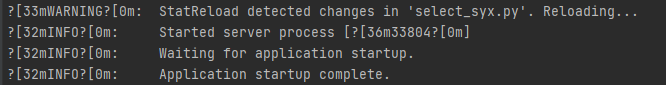 ?[33mWARNING?[0m:  StatReload detected changes in 'select_syx.py'. Reloading...
?[32mINFO?[0m:     Started server process [?[36m33804?[0m]
?[32mINFO?[0m:     Waiting for application startup.
?[32mINFO?[0m:     Application startup complete.